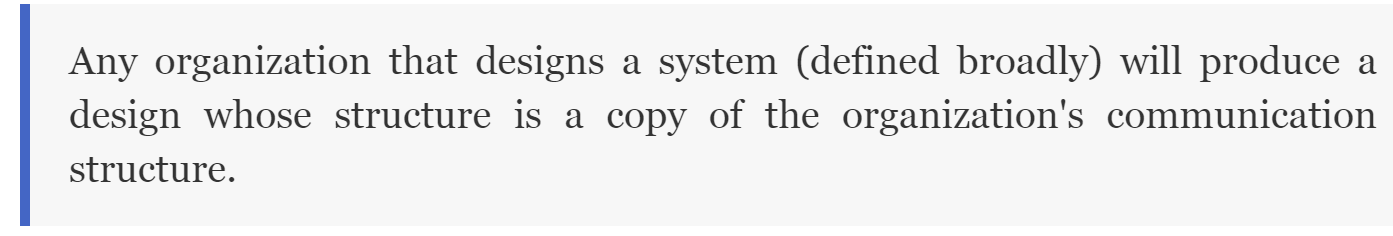 Any organization that designs a system (defined broadly) will produce a
design whose structure is a copy of the organization's communication
structure.